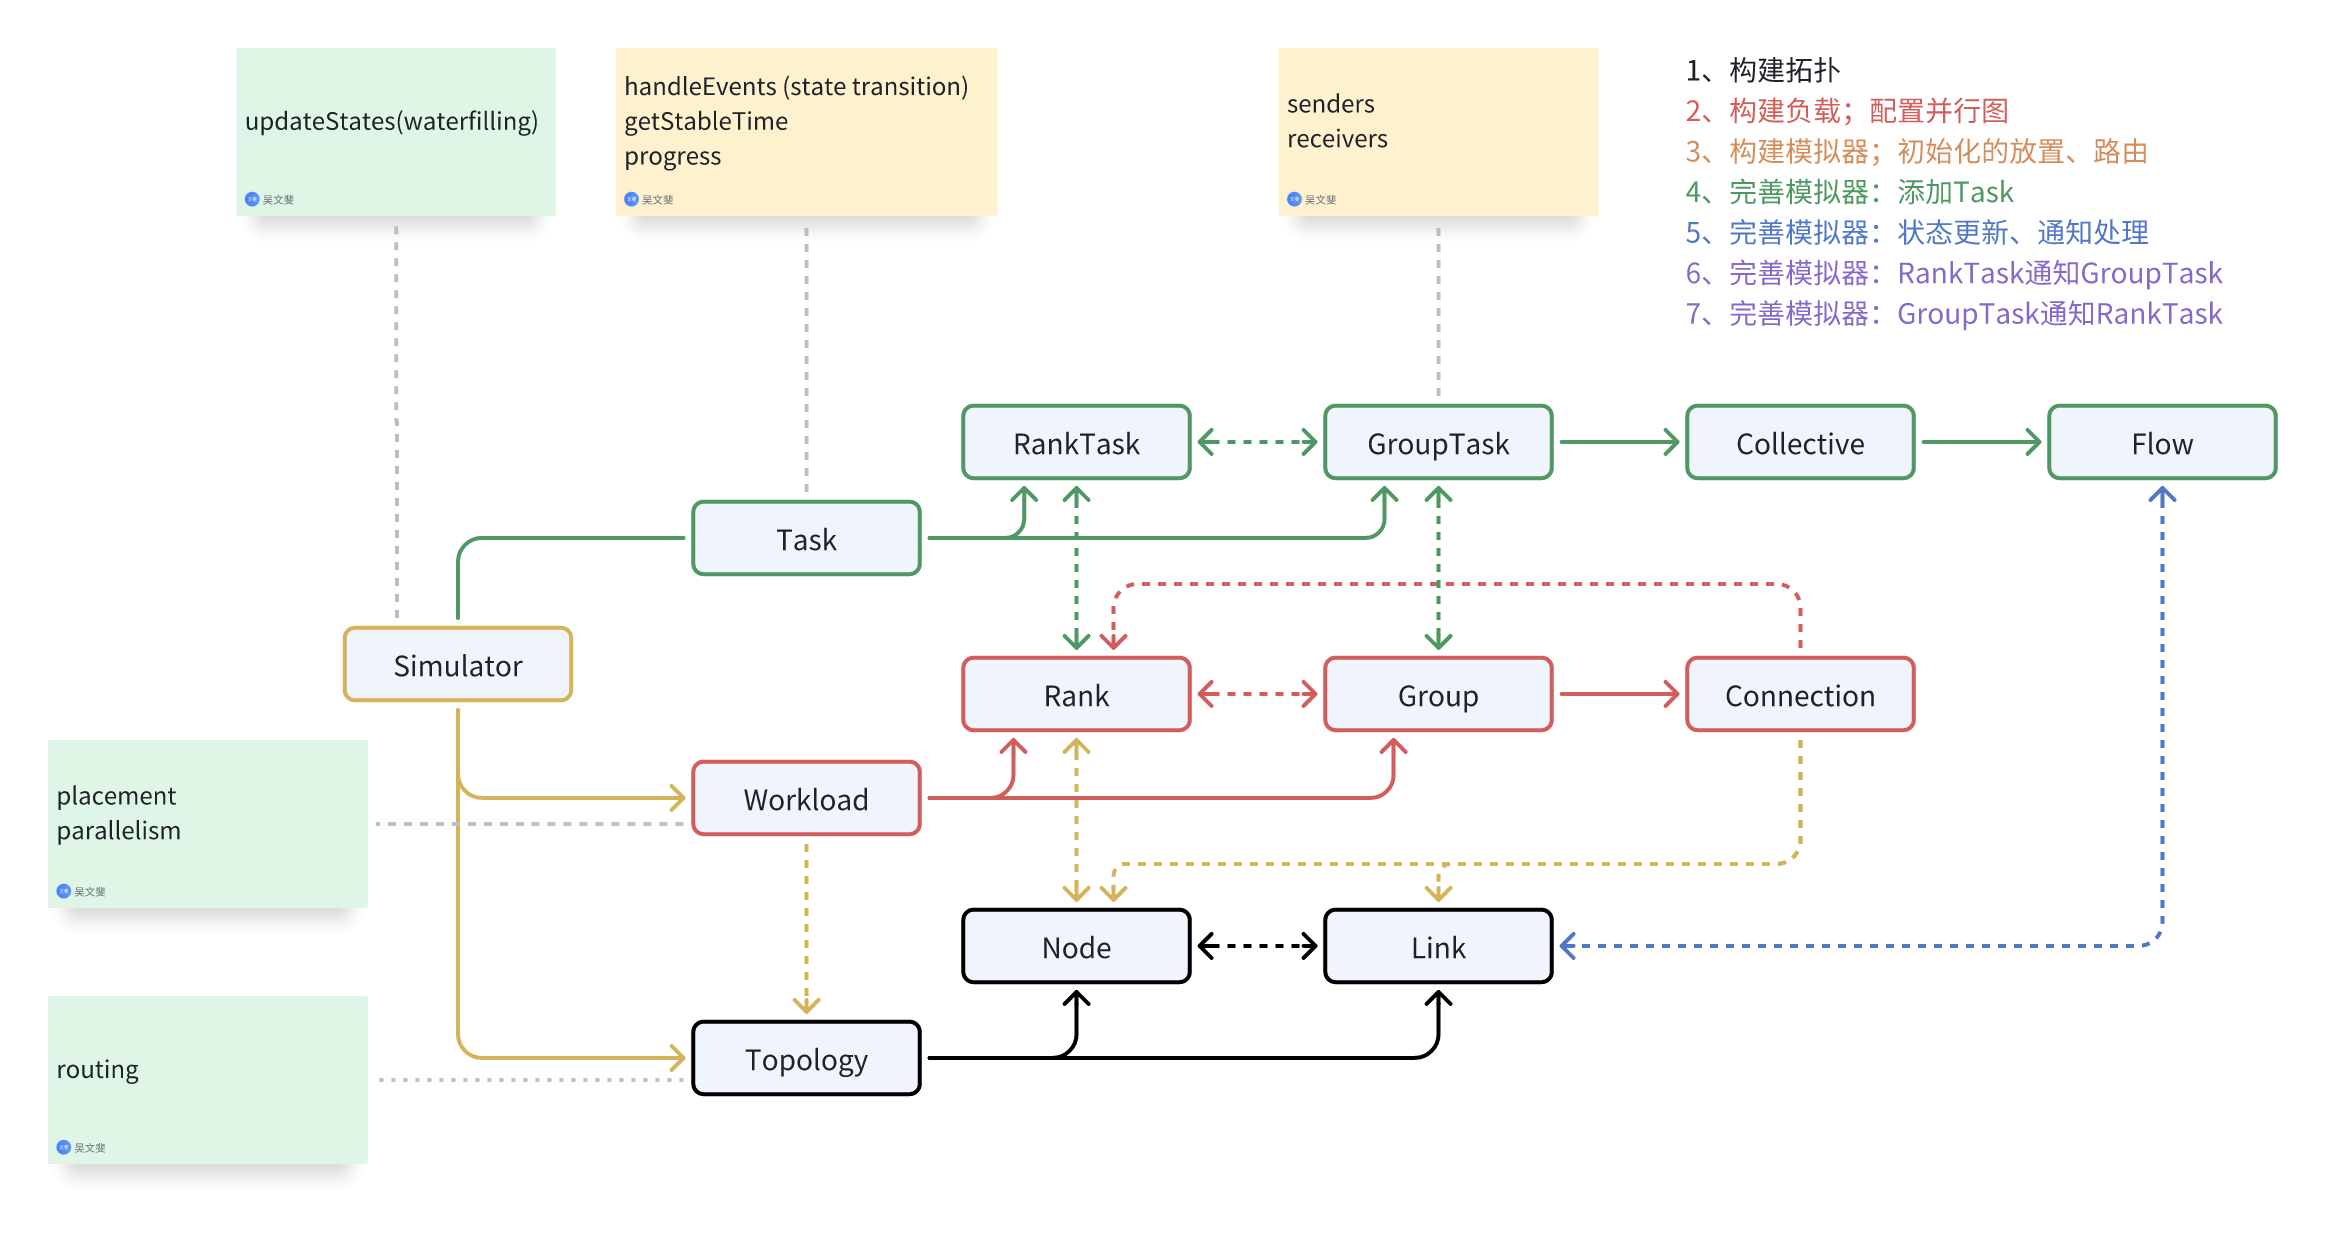 updateStates(waterfilling)
吴文斐
handleEvents (state transition)
getStableTime
progress
吴文斐
senders
receivers
吴文斐
1、构建拓扑
2、构建负载；配置并行图
3、构建模拟器；初始化的放置、路由
4、完善模拟器：添加Task
5、完善模拟器：状态更新、通知处理
6、完善模拟器：RankTask通知GroupTask
7、完善模拟器：GroupTask通知RankTask
RankTask
GroupTask
Collective
Flow
Task
Simulator
Rank
Group
Connection
placement
parallelism
吴文斐
Workload
Node
Link
routing
吴文斐
Topology